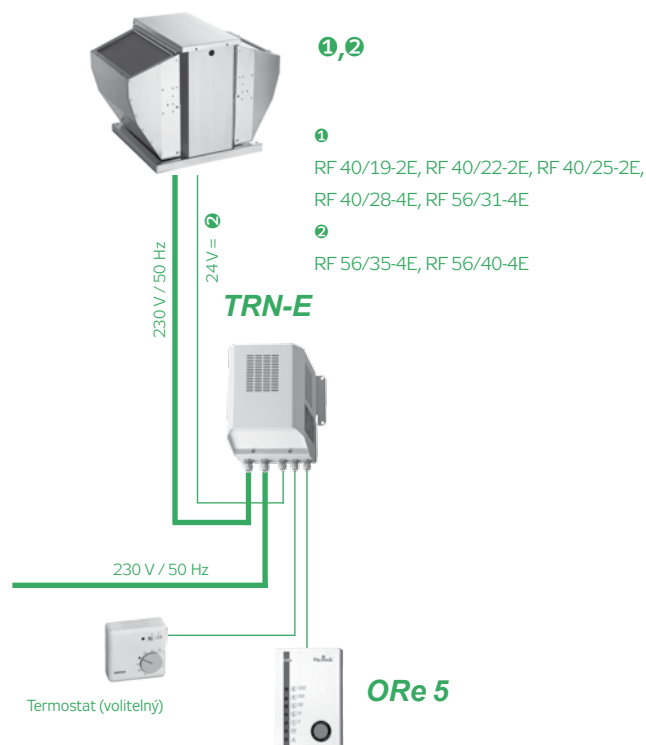 ❶,❷
❶
RF 40/19-2E, RF 40/22-2E, RF 40/25-2E,
RF 40/28-4E, RF 56/31-4E
❷
RF 56/35-4E, RF 56/40-4E
230 V / 50 Hz
24 V = ❷
TRN-E
230 V / 50 Hz
Termostat (volitelný)
ORe 5